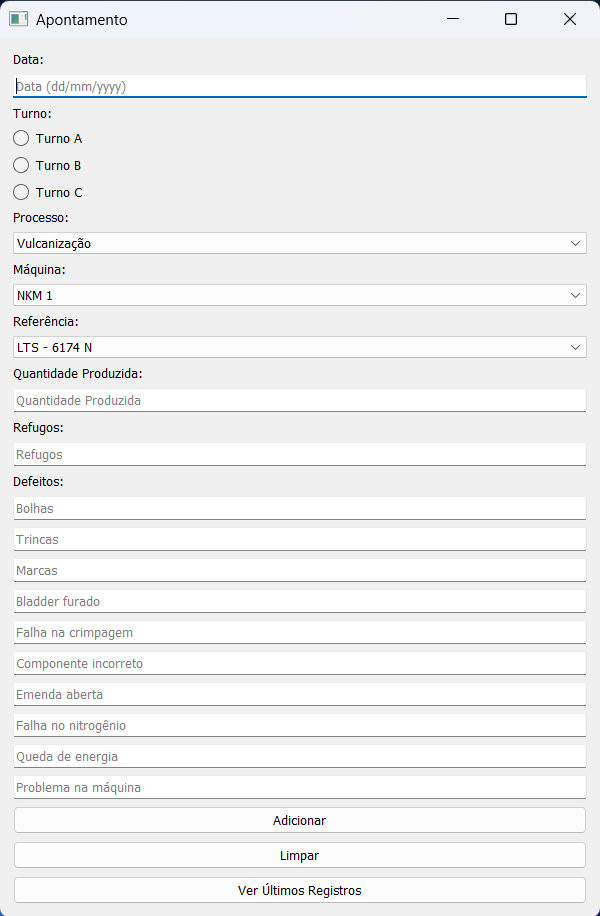 Apontamento
Data:
Data (dd/mm/yyyy)
Turno:
Turno A
Turno B
Turno C
Processo:
Vulcanização
Máquina:
NKM 1
Referência:
LTS - 6174 N
Quantidade Produzida:
Quantidade Produzida
Refugos:
Refugos
Defeitos:
Bolhas
Trincas
Marcas
Bladder furado
Falha na crimpagem
Componente incorreto
Emenda aberta
Falha no nitrogênio
Queda de energia
Problema na máquina
Adicionar
Limpar
Ver Últimos Registros